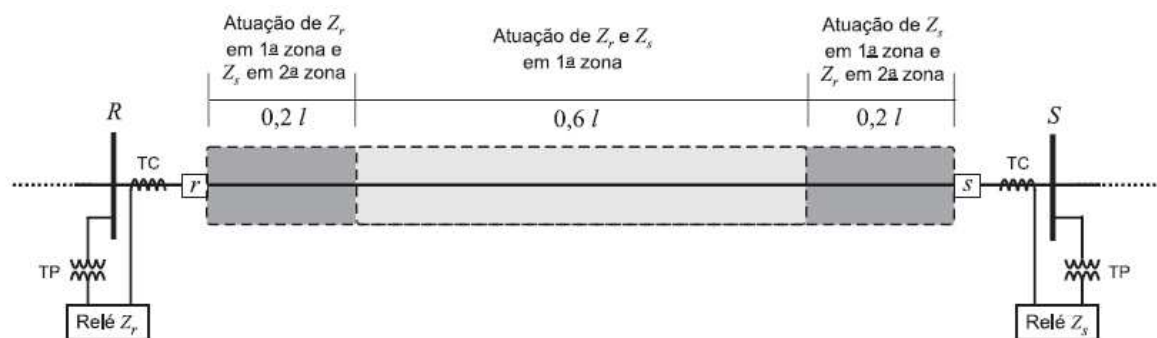 Atuação de Z_r
em 1ª zona e
Z_s em 2ª zona
Atuação de Z_r e Z_s
em 1ª zona
Atuação de Z_s
em 1ª zona e
Z_r em 2ª zona
0,2 l
0,6 l
0,2 l
R
TC
r
TP
Relé Z_r
s
TC
S
TP
Relé Z_s